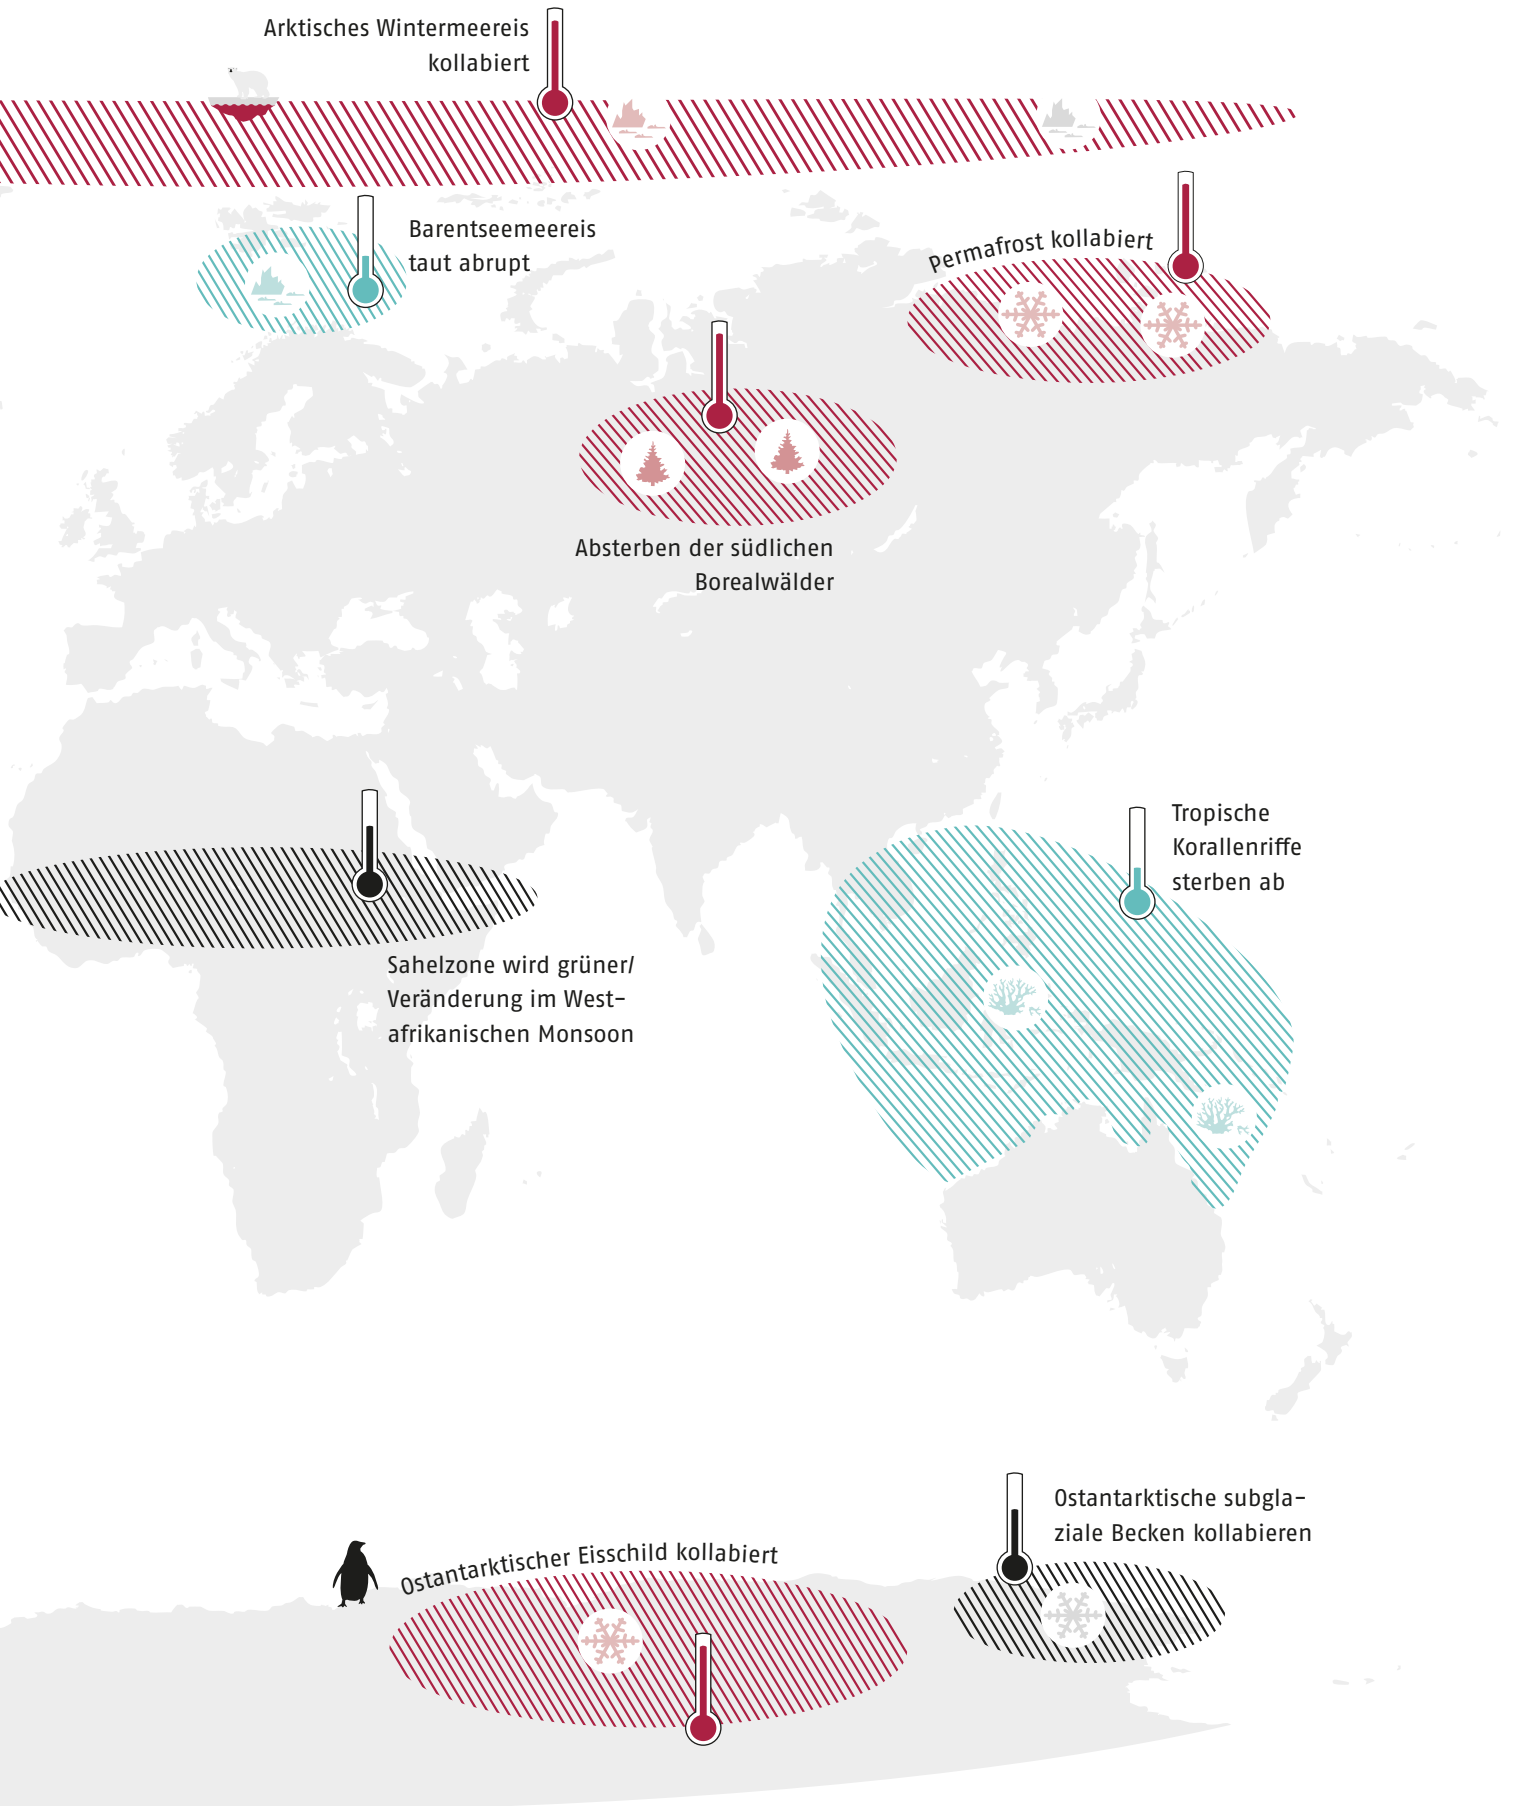 Arktisches Wintermeereis
kollabiert
Barentseemeereis
taut abrupt
Permafrost kollabiert
Absterben der südlichen
Borealwälder
Tropische
Korallenriffe
sterben ab
Sahelzone wird grüner/
Veränderung im West-
afrikanischen Monsoon
Ostantarktische subgla-
ziale Becken kollabieren
Ostantarktischer Eisschild kollabiert